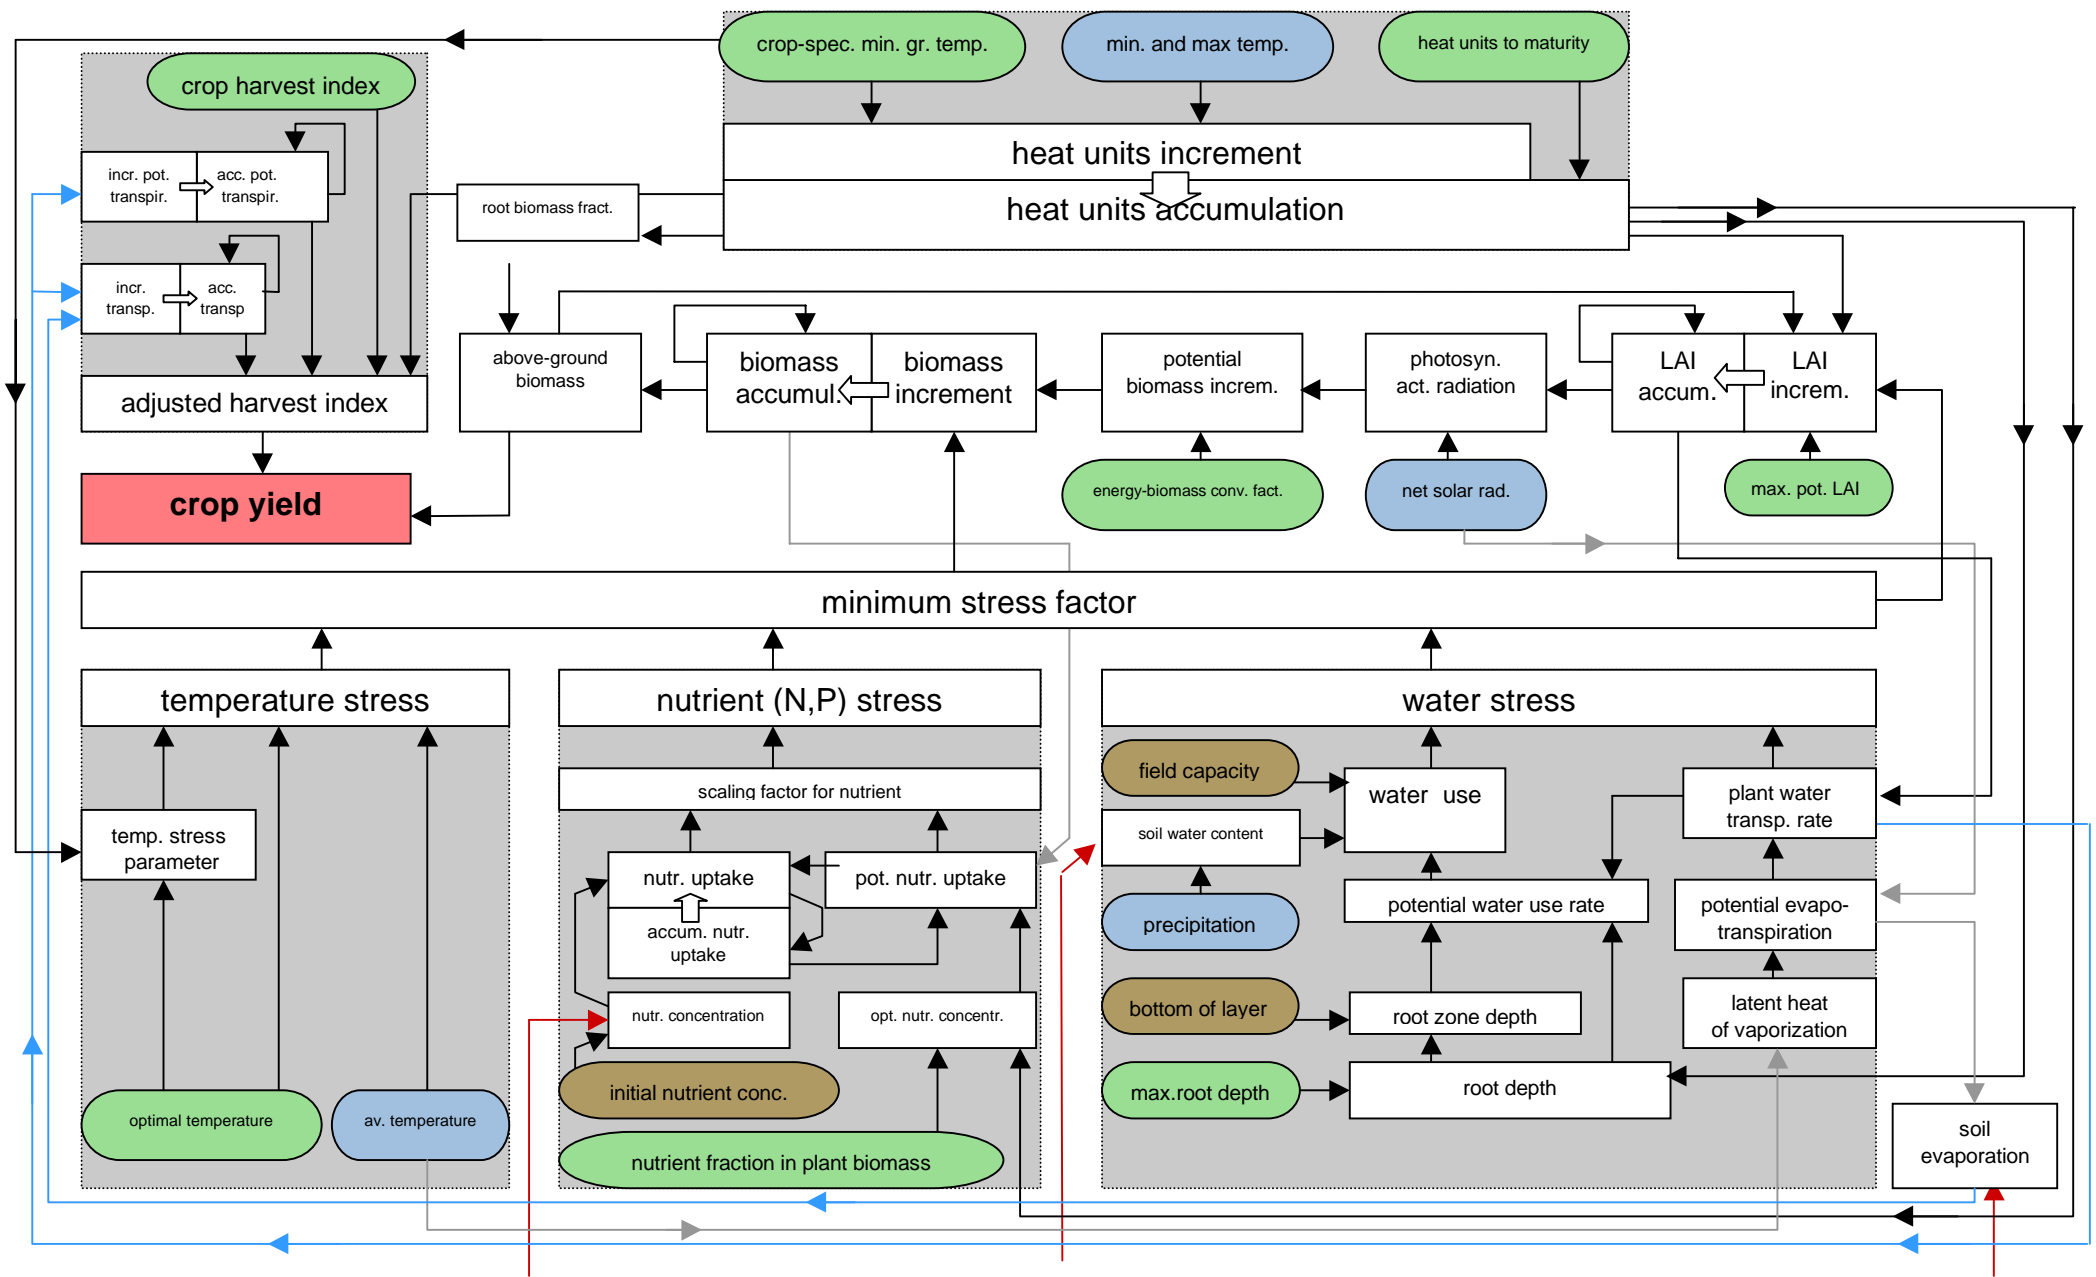 crop-spec. min. gr. temp.
min. and max temp.
heat units to maturity
crop harvest index
heat units increment
incr. pot.
transpir.
acc. pot.
transpir.
root biomass fract.
heat units accumulation
incr.
transp.
acc.
transp
above-ground
biomass
biomass
accumul.
biomass
increment
potential
biomass increm.
photosyn.
act. radiation
LAI
accum.
LAI
increm.
adjusted harvest index
crop yield
energy-biomass conv. fact.
net solar rad.
max. pot. LAI
minimum stress factor
temperature stress
nutrient (N,P) stress
water stress
field capacity
scaling factor for nutrient
water use
plant water
transp. rate
temp. stress
parameter
soil water content
nutr. uptake
pot. nutr. uptake
accum. nutr.
uptake
precipitation
potential water use rate
potential evapo-
transpiration
nutr. concentration
opt. nutr. concentr.
bottom of layer
root zone depth
latent heat
of vaporization
initial nutrient conc.
max.root depth
root depth
optimal temperature
av. temperature
nutrient fraction in plant biomass
soil
evaporation